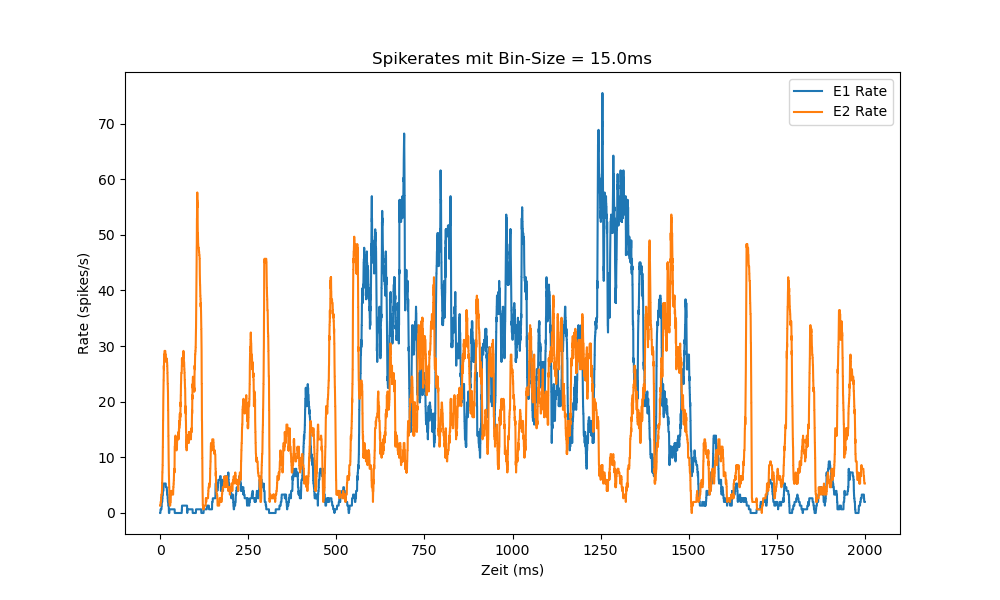 Spikerates mit Bin-Size = 15.0ms
E1 Rate
E2 Rate
Rate (spikes/s)
70
60
50
40
30
20
10
0
0 250 500 750 1000 1250 1500 1750 2000
Zeit (ms)